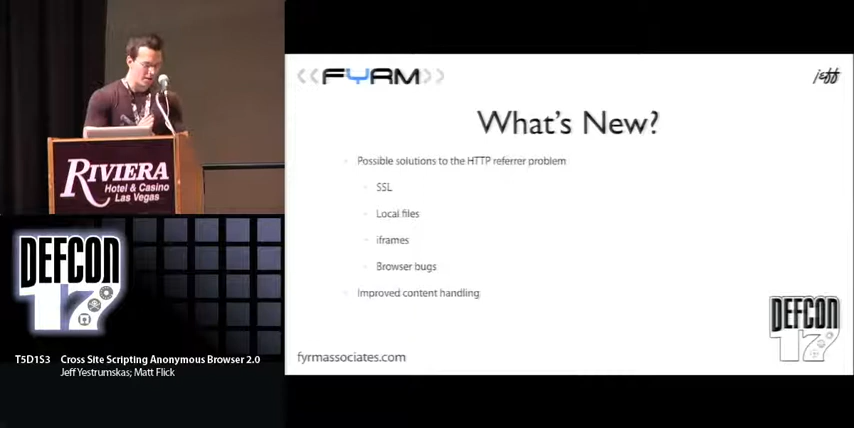 RIVIERA
Hotel & Casino
Las Vegas
DEFCON
17
T5D1S3 Cross Site Scripting Anonymous Browser 2.0
Jeff Yestrumskas; Matt Flick
((FYRM))
jeff
What's New?
Possible solutions to the HTTP referrer problem
SSL
Local files
iframes
Browser bugs
Improved content handling
fyrmassociates.com
DEFCON
17